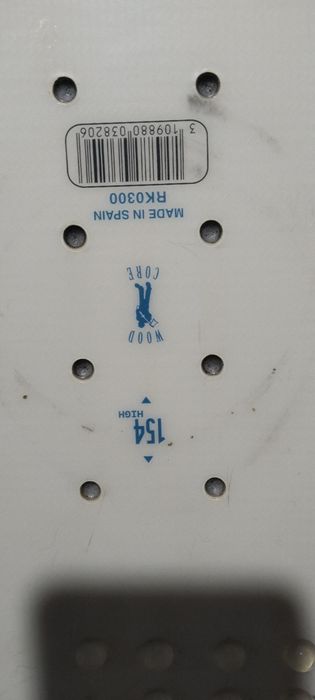 154
HIGH
WOOD
CORE
MADE IN SPAIN
RK0300
3 109880 038206